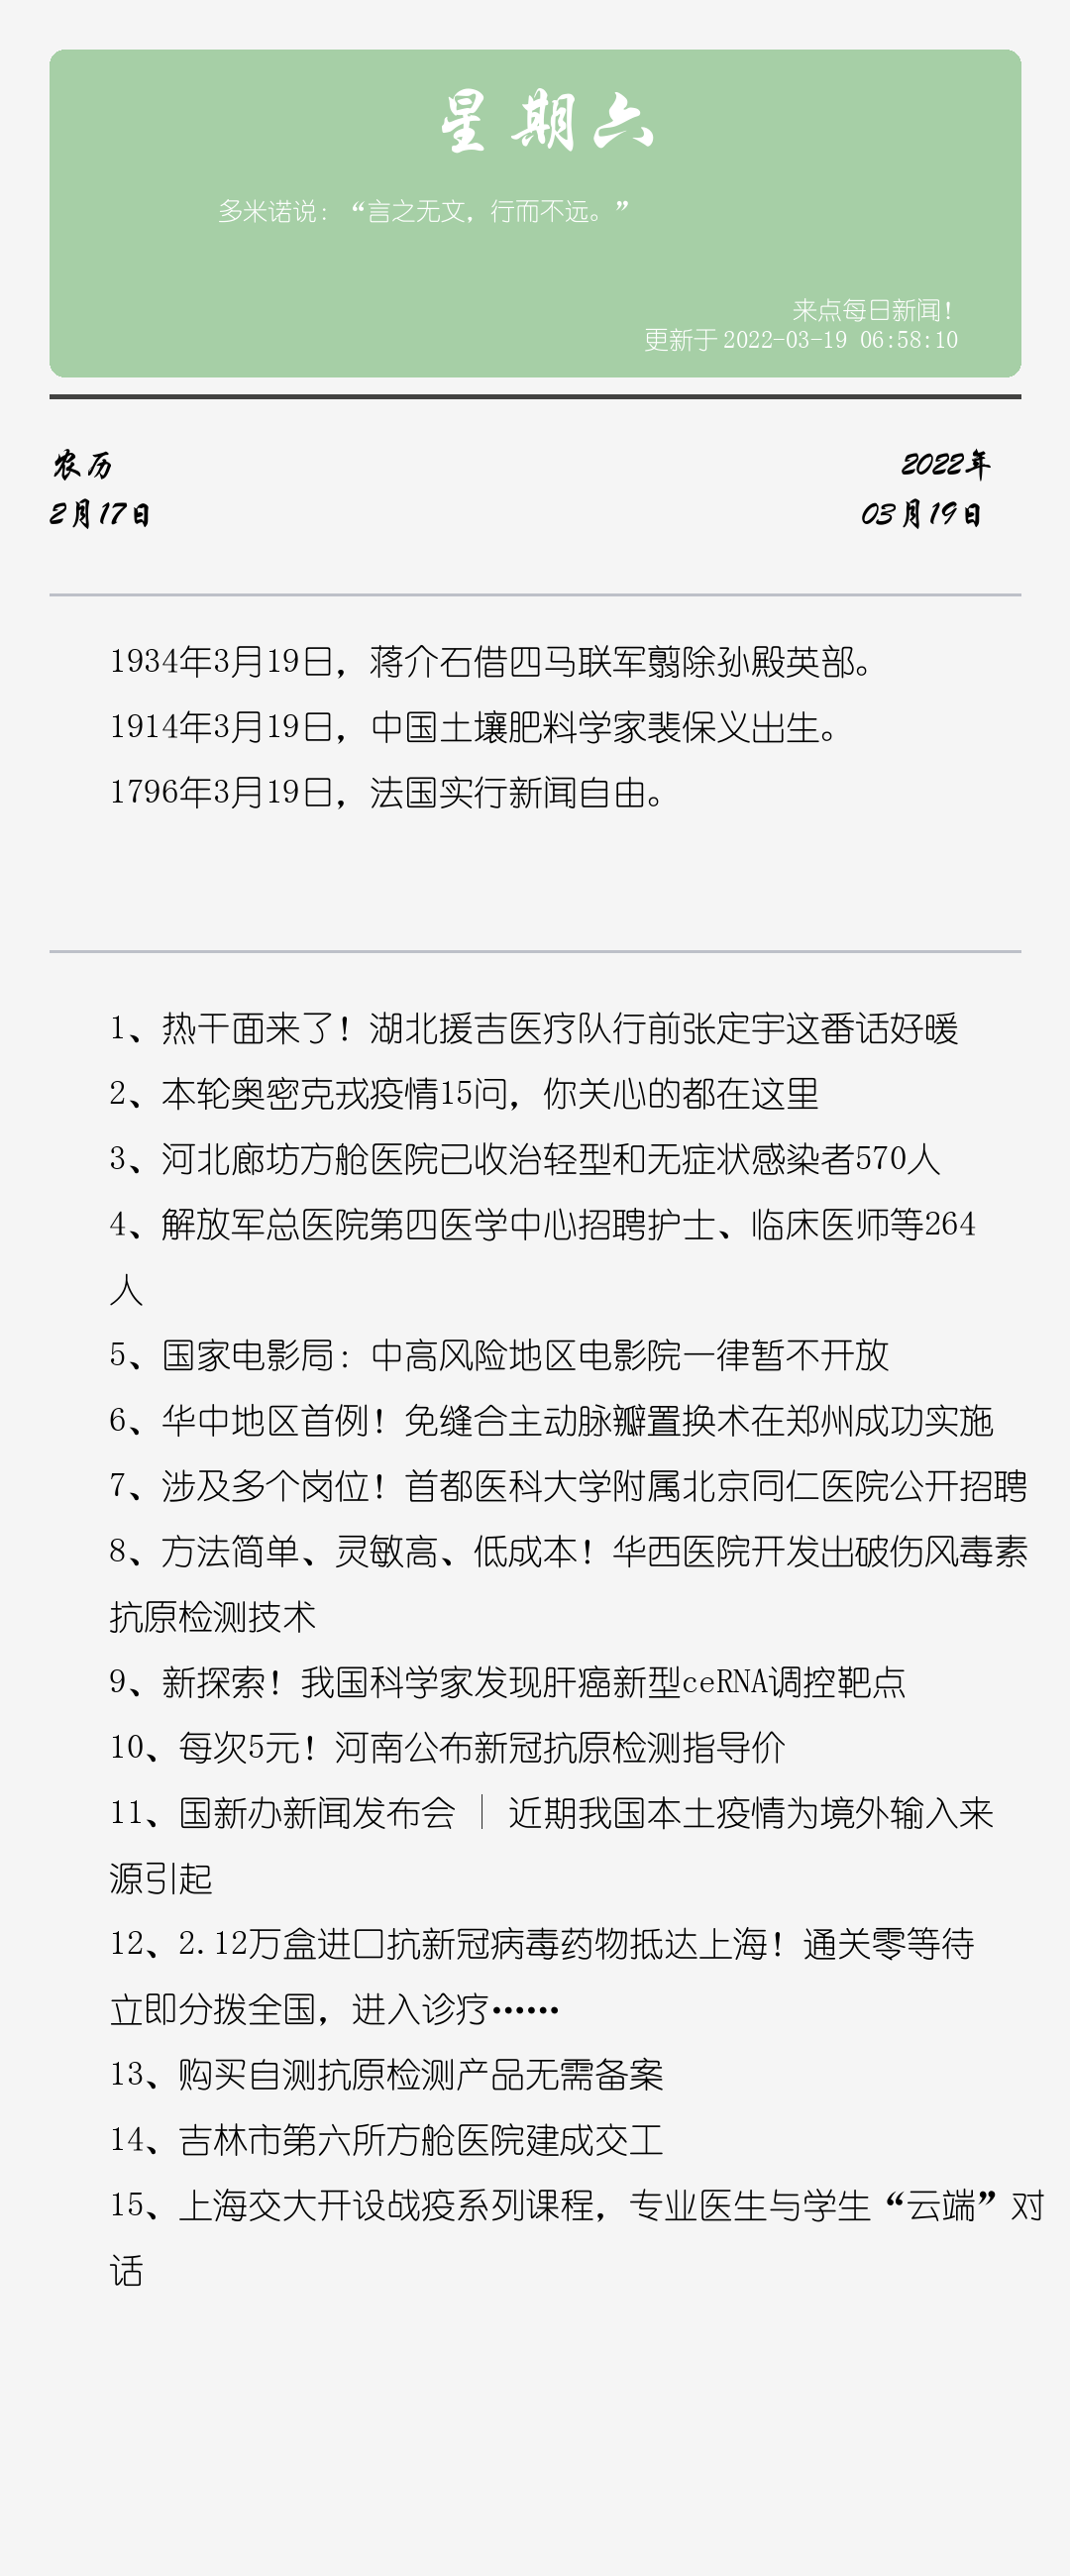 星期六
多米诺说：“言之无文，行而不远。”
来点每日新闻！
更新于 2022-03-19 06:58:10
农历
2022年
2月17日
03月19日
1934年3月19日，蒋介石借四马联军翦除孙殿英部。
1914年3月19日，中国土壤肥料学家裴保义出生。
1796年3月19日，法国实行新闻自由。
1、热干面来了！湖北援吉医疗队行前张定宇这番话好暖
2、本轮奥密克戎疫情15问，你关心的都在这里
3、河北廊坊方舱医院已收治轻型和无症状感染者570人
4、解放军总医院第四医学中心招聘护士、临床医师等264
人
5、国家电影局：中高风险地区电影院一律暂不开放
6、华中地区首例！免缝合主动脉瓣置换术在郑州成功实施
7、涉及多个岗位！首都医科大学附属北京同仁医院公开招聘
8、方法简单、灵敏高、低成本！华西医院开发出破伤风毒素
抗原检测技术
9、新探索！我国科学家发现肝癌新型ceRNA调控靶点
10、每次5元！河南公布新冠抗原检测指导价
11、国新办新闻发布会｜近期我国本土疫情为境外输入来
源引起
12、2.12万盒进口抗新冠病毒药物抵达上海！通关零等待
立即分拨全国，进入诊疗……
13、购买自测抗原检测产品无需备案
14、吉林市第六所方舱医院建成交工
15、上海交大开设战疫系列课程，专业医生与学生“云端”对
话